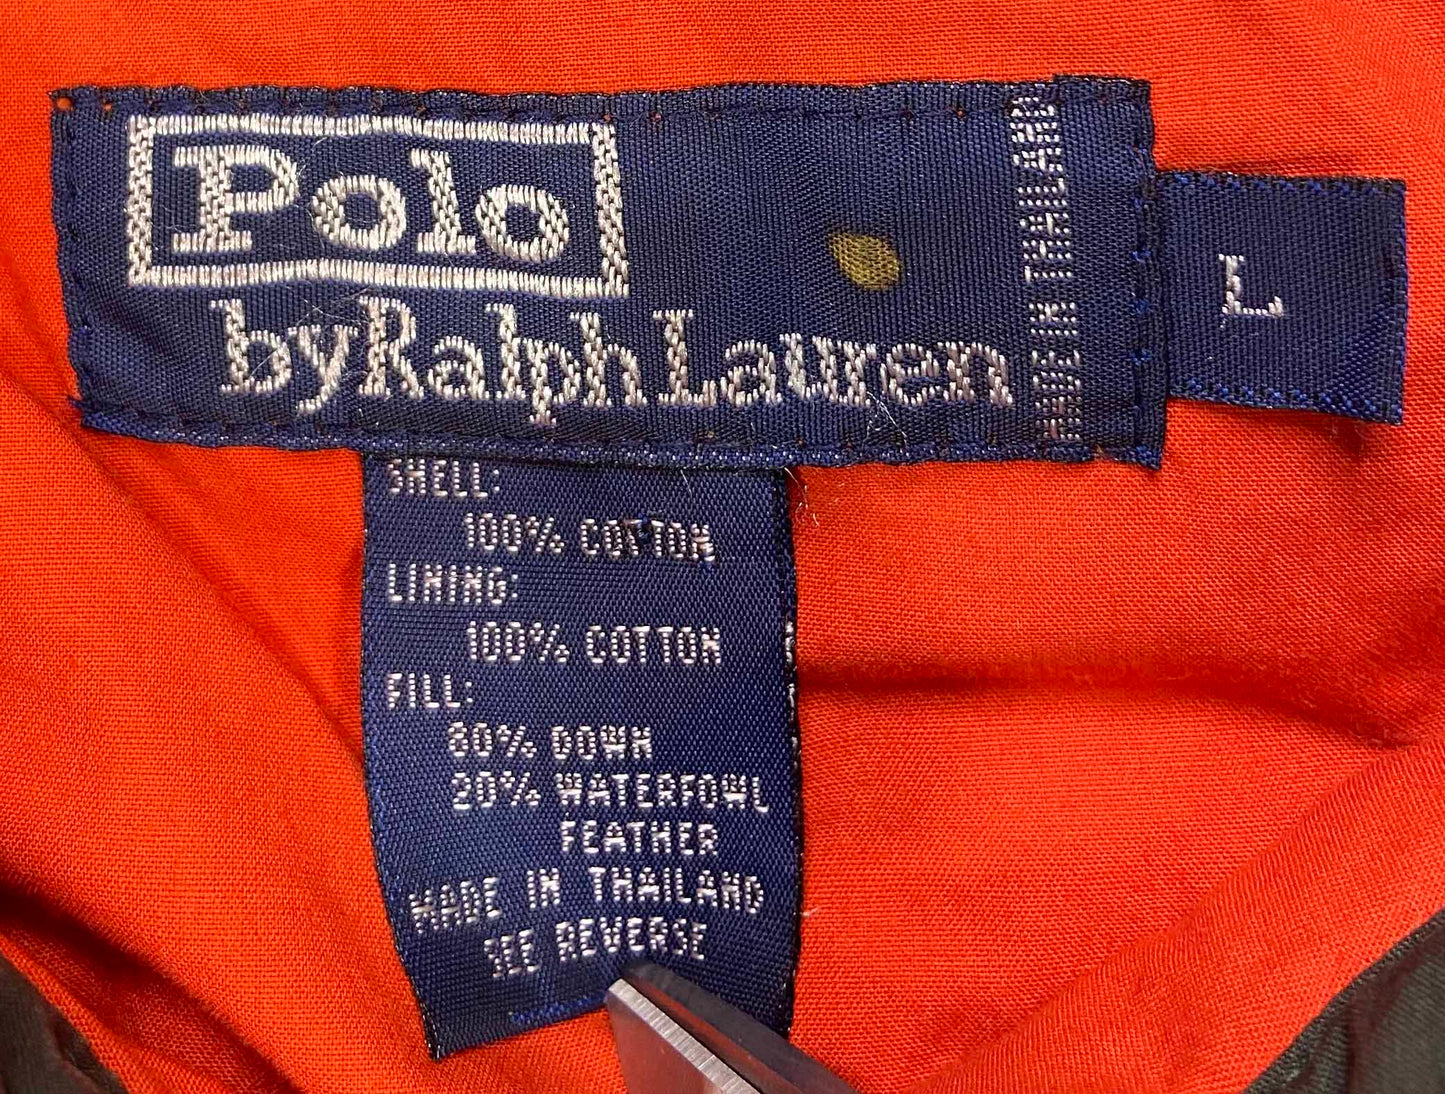 Polo
by Ralph Lauren
MADE IN THAILAND
L
SHELL:
100% COTTON
LINING:
100% COTTON
FILL:
80% DOWN
20% WATERFOWL
FEATHER
MADE IN THAILAND
SEE REVERSE